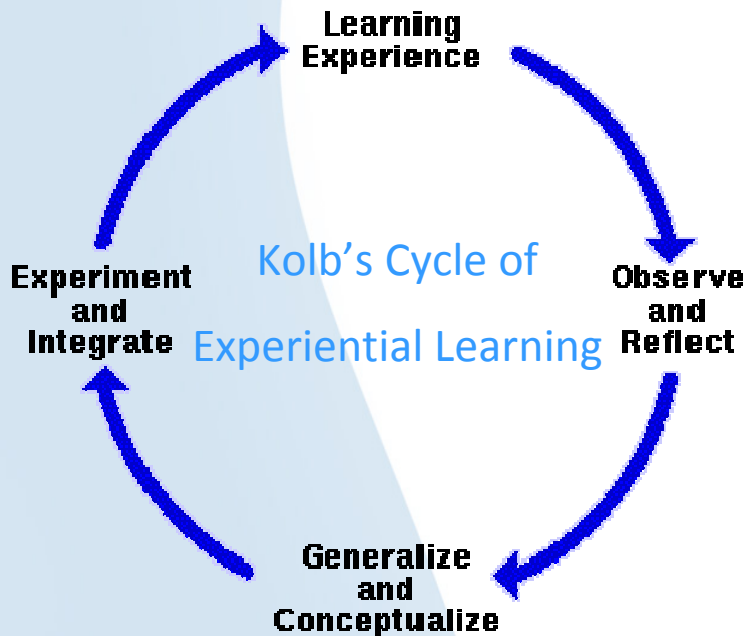 Learning
Experience
Observe
and
Reflect
Generalize
and
Conceptualize
Experiment
and
Integrate
Kolb’s Cycle of
Experiential Learning